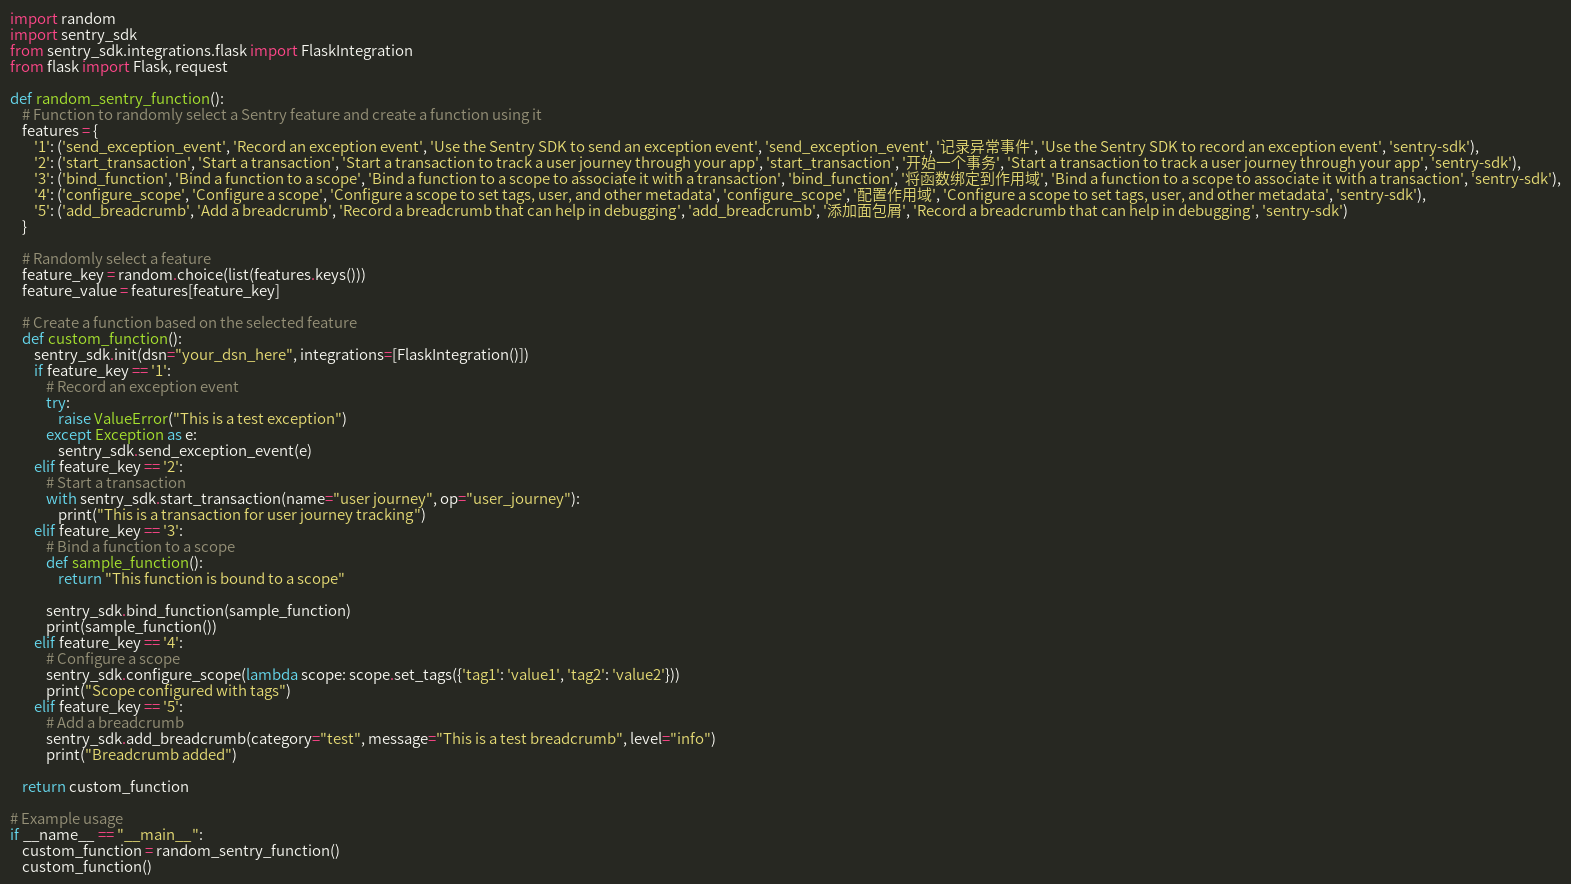 import random
import sentry_sdk
from sentry_sdk.integrations.flask import FlaskIntegration
from flask import Flask, request

def random_sentry_function():
    # Function to randomly select a Sentry feature and create a function using it
    features = {
        '1': ('send_exception_event', 'Record an exception event', 'Use the Sentry SDK to send an exception event', 'send_exception_event', '记录异常事件', 'Use the Sentry SDK to record an exception event', 'sentry-sdk'),
        '2': ('start_transaction', 'Start a transaction', 'Start a transaction to track a user journey through your app', 'start_transaction', '开始一个事务', 'Start a transaction to track a user journey through your app', 'sentry-sdk'),
        '3': ('bind_function', 'Bind a function to a scope', 'Bind a function to a scope to associate it with a transaction', 'bind_function', '将函数绑定到作用域', 'Bind a function to a scope to associate it with a transaction', 'sentry-sdk'),
        '4': ('configure_scope', 'Configure a scope', 'Configure a scope to set tags, user, and other metadata', 'configure_scope', '配置作用域', 'Configure a scope to set tags, user, and other metadata', 'sentry-sdk'),
        '5': ('add_breadcrumb', 'Add a breadcrumb', 'Record a breadcrumb that can help in debugging', 'add_breadcrumb', '添加面包屑', 'Record a breadcrumb that can help in debugging', 'sentry-sdk')
    }

    # Randomly select a feature
    feature_key = random.choice(list(features.keys()))
    feature_value = features[feature_key]

    # Create a function based on the selected feature
    def custom_function():
        sentry_sdk.init(dsn="your_dsn_here", integrations=[FlaskIntegration()])
        if feature_key == '1':
            # Record an exception event
            try:
                raise ValueError("This is a test exception")
            except Exception as e:
                sentry_sdk.send_exception_event(e)
        elif feature_key == '2':
            # Start a transaction
            with sentry_sdk.start_transaction(name="user journey", op="user_journey"):
                print("This is a transaction for user journey tracking")
        elif feature_key == '3':
            # Bind a function to a scope
            def sample_function():
                return "This function is bound to a scope"

            sentry_sdk.bind_function(sample_function)
            print(sample_function())
        elif feature_key == '4':
            # Configure a scope
            sentry_sdk.configure_scope(lambda scope: scope.set_tags({'tag1': 'value1', 'tag2': 'value2'}))
            print("Scope configured with tags")
        elif feature_key == '5':
            # Add a breadcrumb
            sentry_sdk.add_breadcrumb(category="test", message="This is a test breadcrumb", level="info")
            print("Breadcrumb added")

    return custom_function

# Example usage
if __name__ == "__main__":
    custom_function = random_sentry_function()
    custom_function()